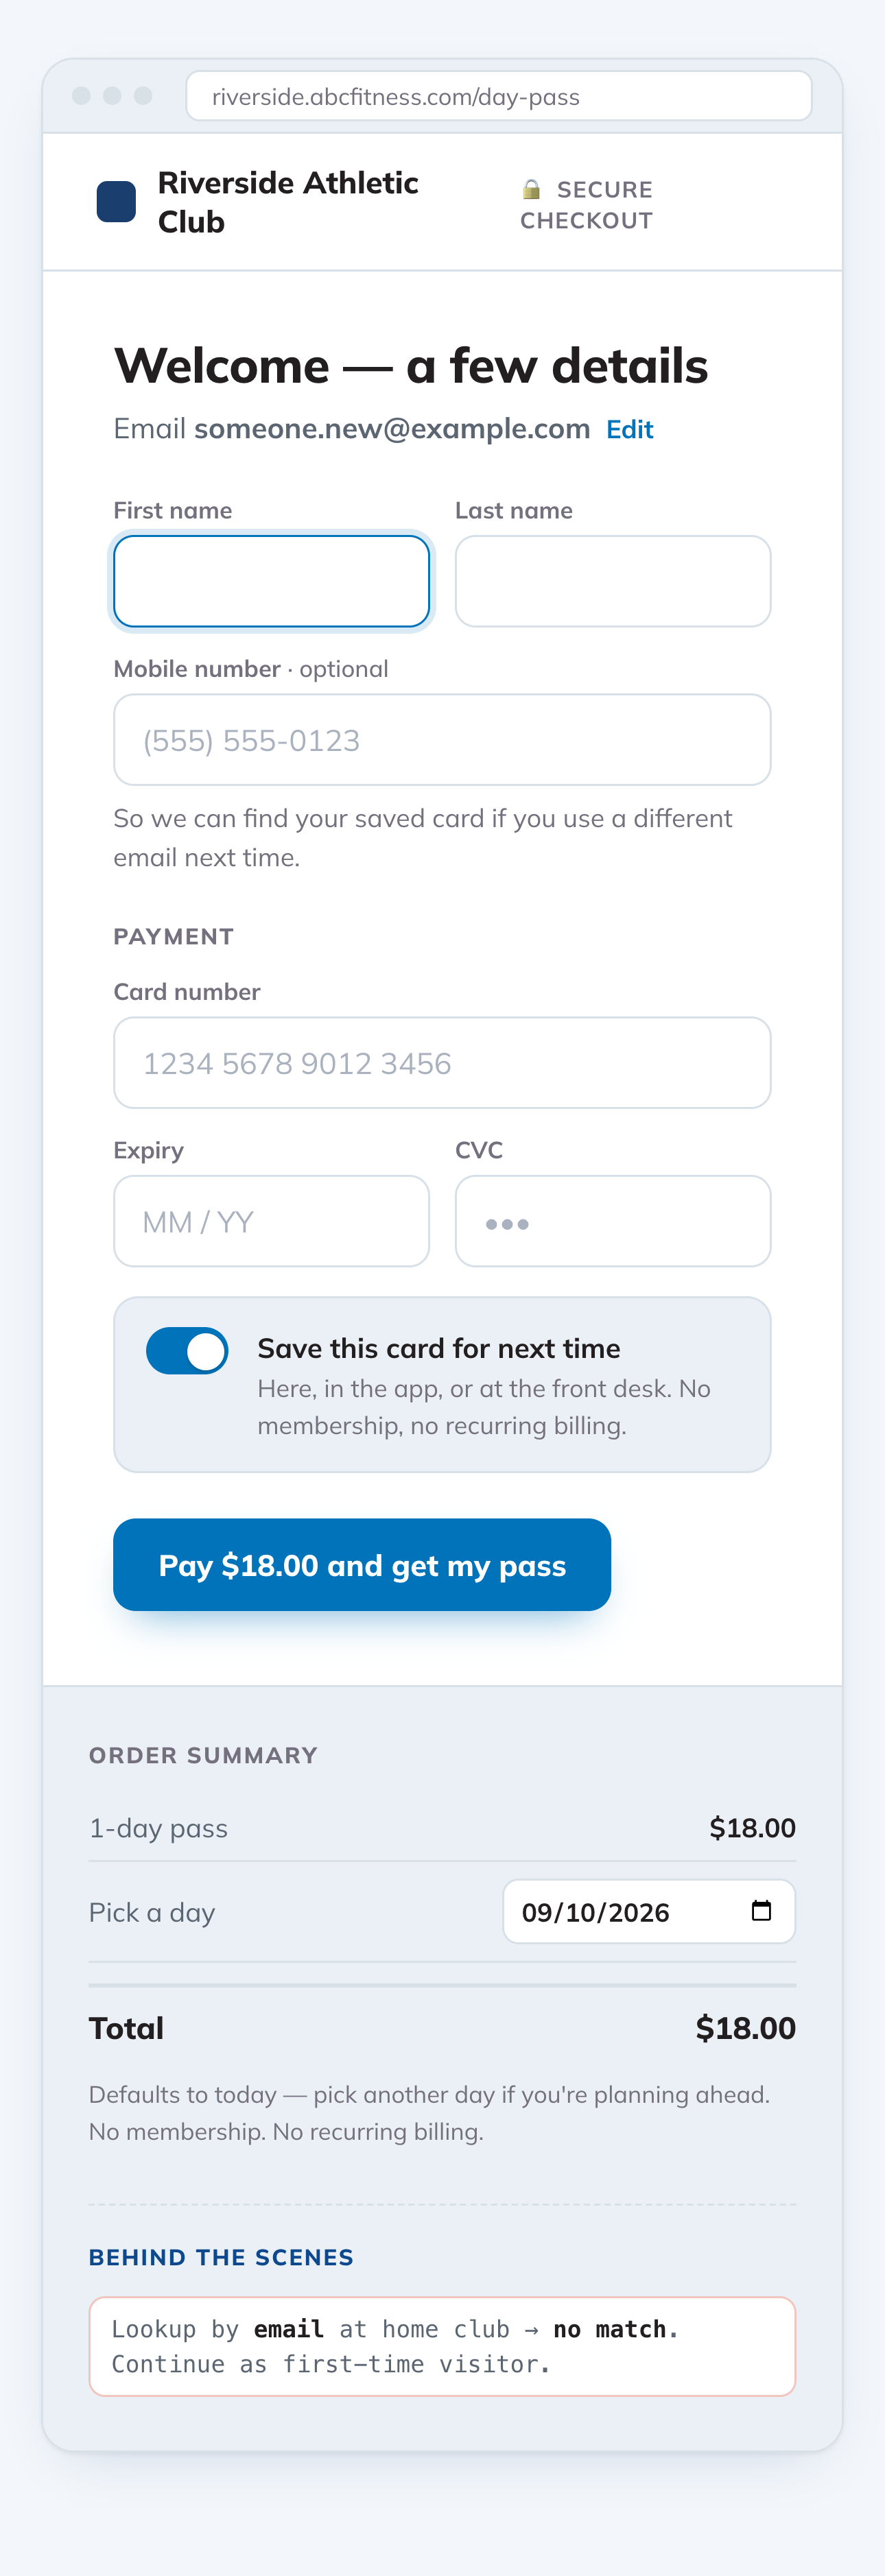 riverside.abcfitness.com/day-pass
Riverside Athletic
Club
🔒 SECURE
CHECKOUT
Welcome — a few details
Email someone.new@example.com Edit
First name
Last name
Mobile number · optional
(555) 555-0123
So we can find your saved card if you use a different
email next time.
PAYMENT
Card number
1234 5678 9012 3456
Expiry
CVC
MM / YY
•••
Save this card for next time
Here, in the app, or at the front desk. No
membership, no recurring billing.
Pay $18.00 and get my pass
ORDER SUMMARY
1-day pass $18.00
Pick a day 09/10/2026
Total $18.00
Defaults to today — pick another day if you're planning ahead.
No membership. No recurring billing.
BEHIND THE SCENES
Lookup by email at home club → no match.
Continue as first-time visitor.